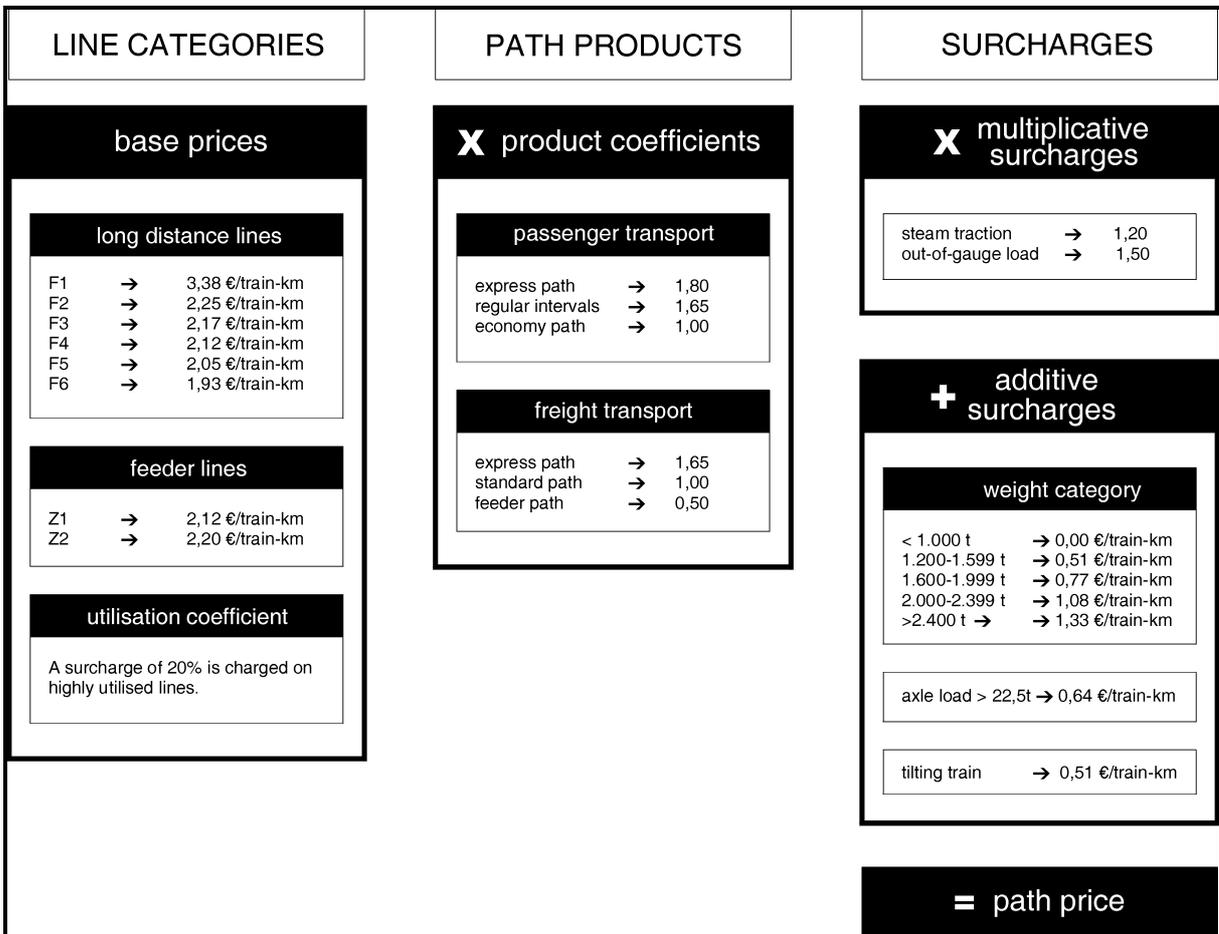 LINE CATEGORIES
base prices
long distance lines
F1 ➔ 3,38 €/train-km
F2 ➔ 2,25 €/train-km
F3 ➔ 2,17 €/train-km
F4 ➔ 2,12 €/train-km
F5 ➔ 2,05 €/train-km
F6 ➔ 1,93 €/train-km
feeder lines
Z1 ➔ 2,12 €/train-km
Z2 ➔ 2,20 €/train-km
utilisation coefficient
A surcharge of 20% is charged on
highly utilised lines.
PATH PRODUCTS
x product coefficients
passenger transport
express path ➔ 1,80
regular intervals ➔ 1,65
economy path ➔ 1,00
freight transport
express path ➔ 1,65
standard path ➔ 1,00
feeder path ➔ 0,50
SURCHARGES
x multiplicative
surcharges
steam traction ➔ 1,20
out-of-gauge load ➔ 1,50
+ additive
surcharges
weight category
< 1.000 t ➔ 0,00 €/train-km
1.200-1.599 t ➔ 0,51 €/train-km
1.600-1.999 t ➔ 0,77 €/train-km
2.000-2.399 t ➔ 1,08 €/train-km
>2.400 t ➔ ➔ 1,33 €/train-km
axle load > 22,5t ➔ 0,64 €/train-km
tilting train ➔ 0,51 €/train-km
= path price